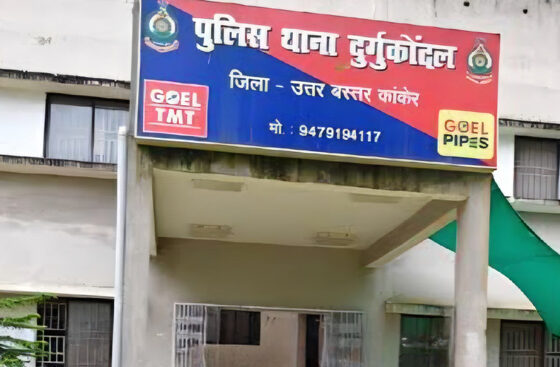 पुलिस थाना दुर्गुकोंदल
जिला - उत्तर बस्तर कांकेर
मो. : 9479194117
GOEL
TMT
GOEL
PIPES